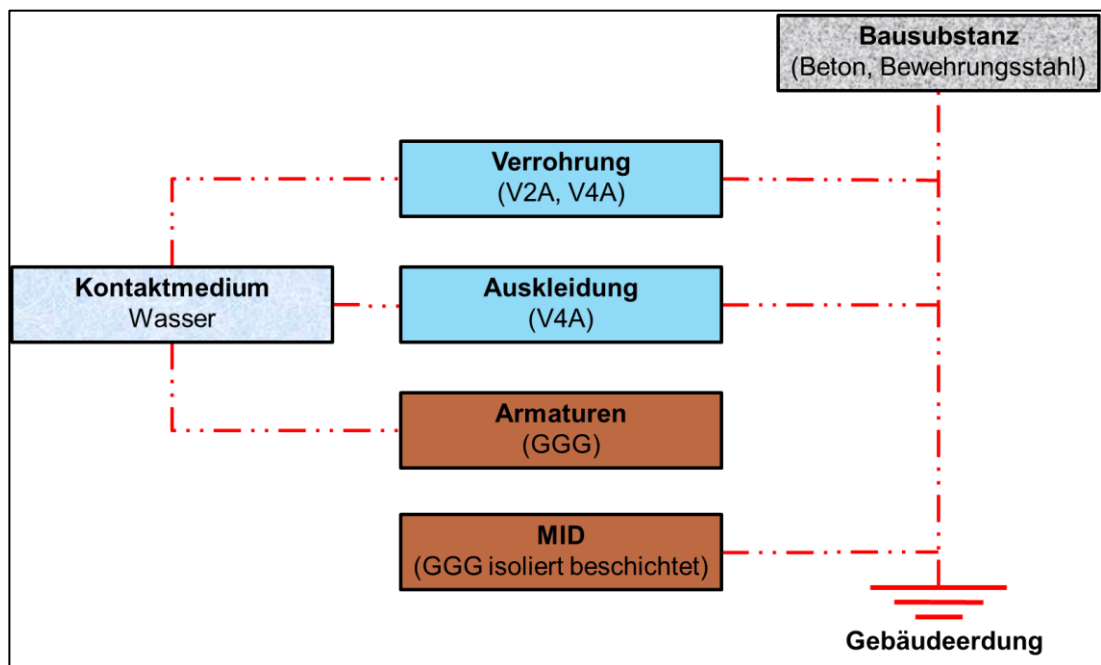 Bausubstanz
(Beton, Bewehrungsstahl)
Verrohrung
(V2A, V4A)
Kontaktmedium
Wasser
Auskleidung
(V4A)
Armaturen
(GGG)
MID
(GGG isoliert beschichtet)
Gebäudeerdung